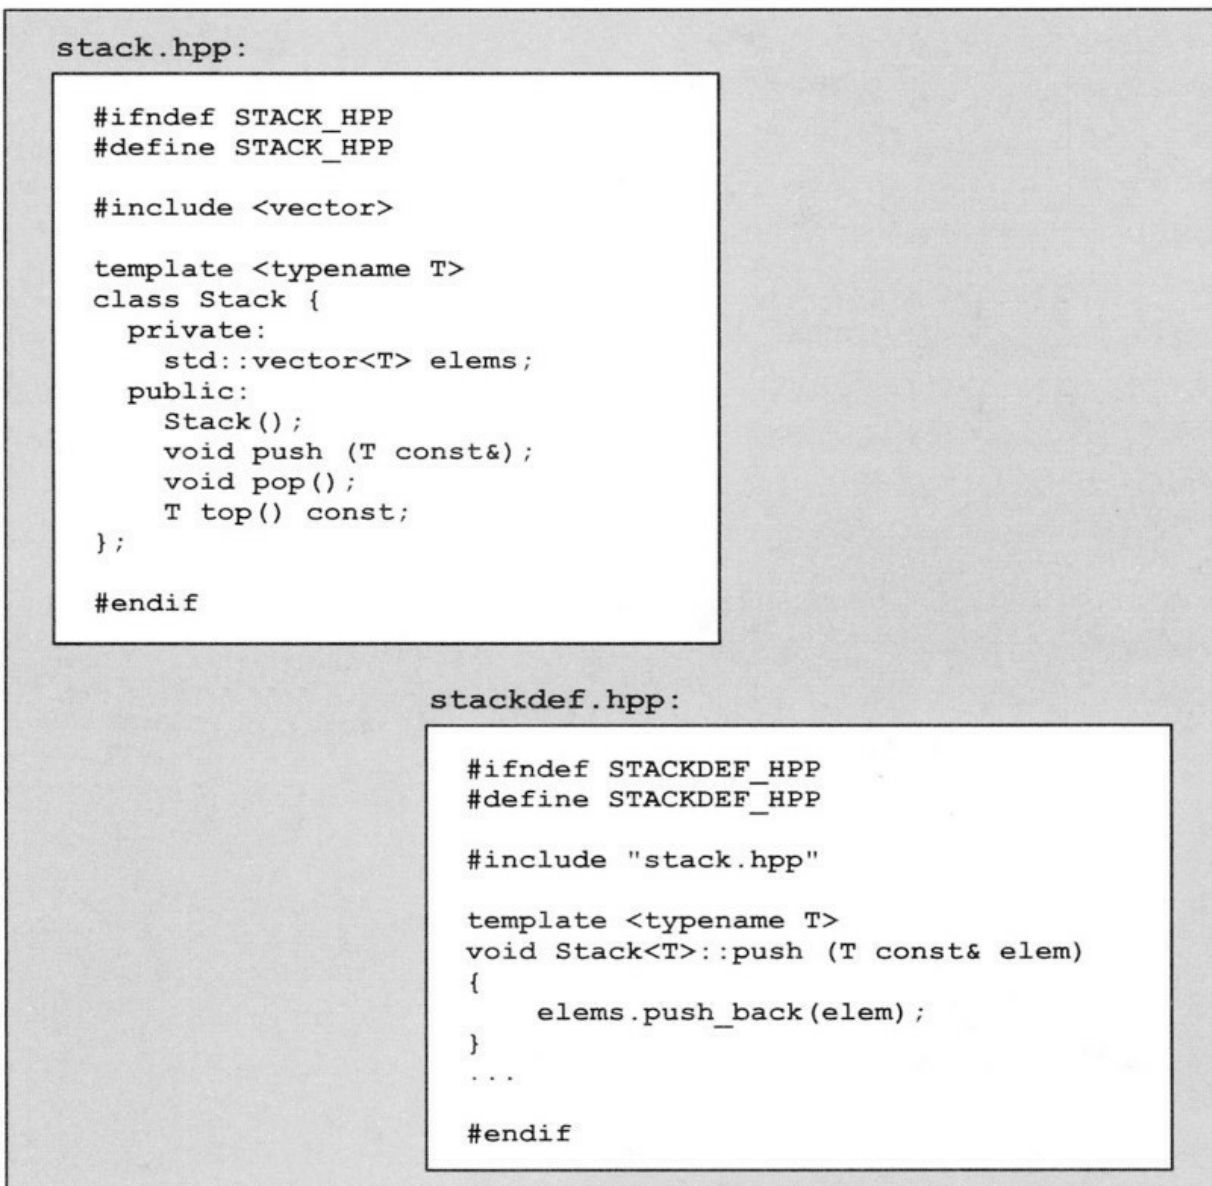 stack.hpp:
#ifndef STACK_HPP
#define STACK_HPP
#include <vector>
template <typename T>
class Stack {
private:
std::vector<T> elems;
public:
Stack();
void push (T const&);
void pop();
T top() const;
};
#endif
stackdef.hpp:
#ifndef STACKDEF_HPP
#define STACKDEF_HPP
#include "stack.hpp"
template <typename T>
void Stack<T>::push (T const& elem)
{
elems.push_back(elem);
}
...
#endif